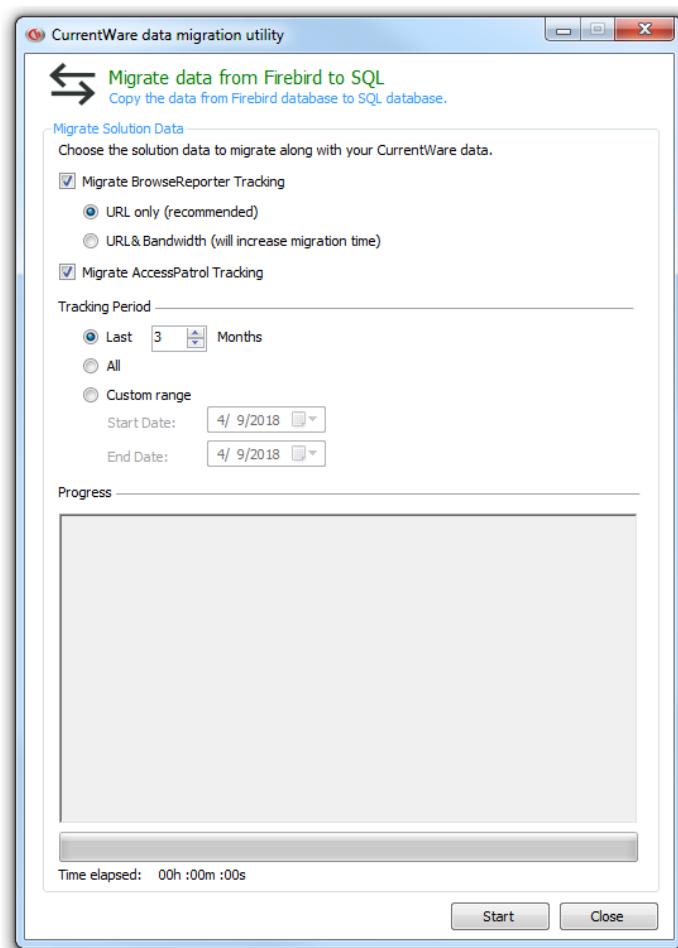 CurrentWare data migration utility
Migrate data from Firebird to SQL
Copy the data from Firebird database to SQL database.
Migrate Solution Data
Choose the solution data to migrate along with your CurrentWare data.
Migrate BrowseReporter Tracking
URL only (recommended)
URL& Bandwidth (will increase migration time)
Migrate AccessPatrol Tracking
Tracking Period
Last 3 Months
All
Custom range
Start Date: 4/ 9/2018
End Date: 4/ 9/2018
Progress
Time elapsed: 00h :00m :00s
Start Close